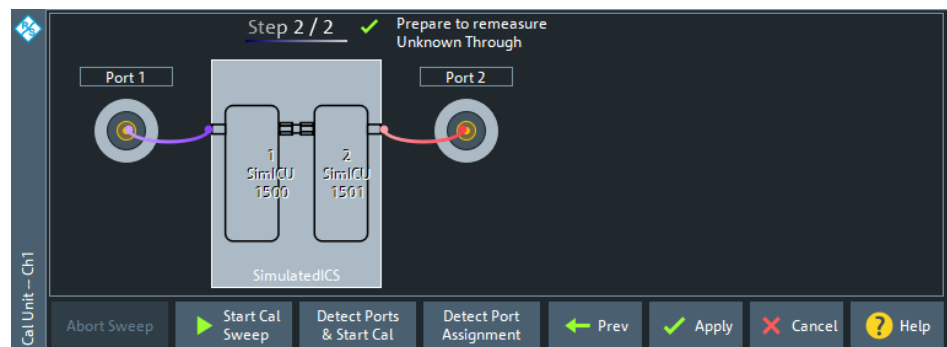 Step 2 / 2
Prepare to remeasure
Unknown Through
Port 1
Port 2
1
SimICU
1500
2
SimICU
1501
SimulatedICS
Cal Unit – Ch1
Abort Sweep
Start Cal
Sweep
Detect Ports
& Start Cal
Detect Port
Assignment
Prev
Apply
Cancel
? Help